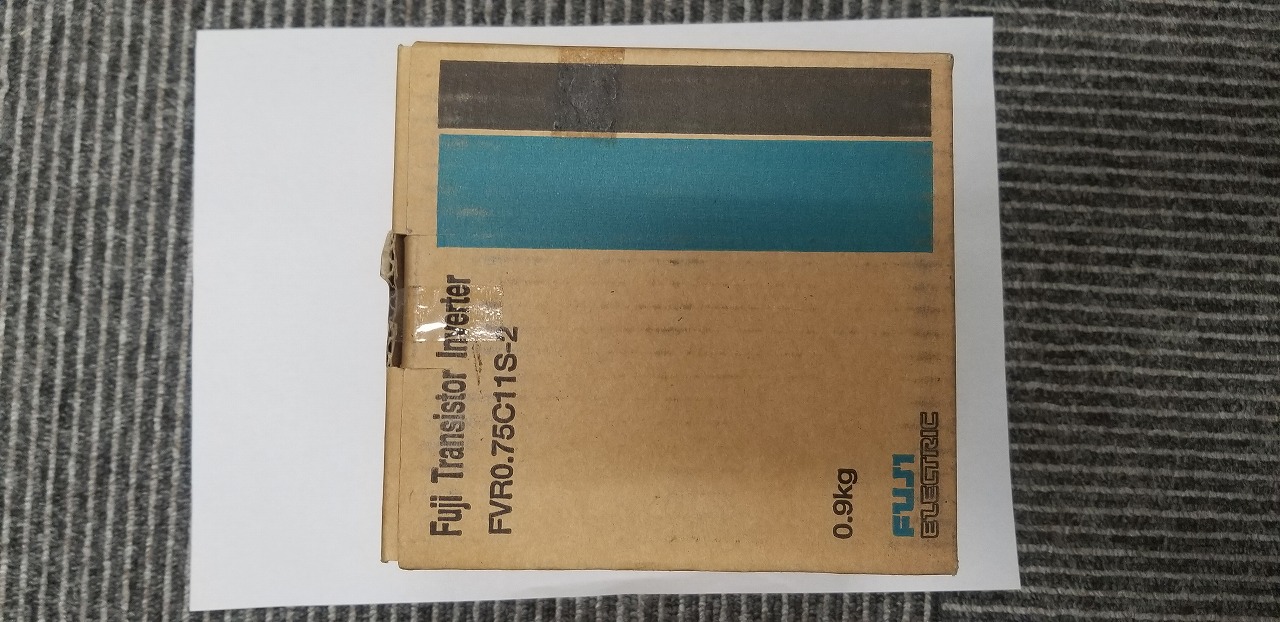 Fuji Transistor Inverter
FVR0.75C11S-2
0.9kg
FUJI
ELECTRIC